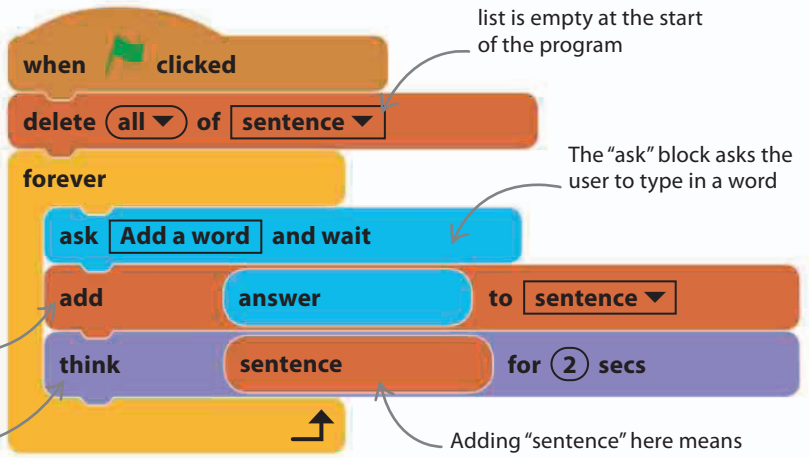 list is empty at the start
of the program
when clicked
delete all of sentence
The “ask” block asks the
user to type in a word
forever
ask Add a word and wait
add answer to sentence
think sentence for 2 secs
Adding “sentence” here means